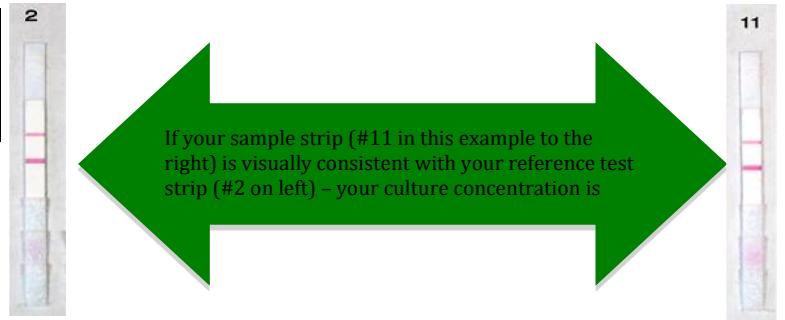 2
11
If your sample strip (#11 in this example to the
right) is visually consistent with your reference test
strip (#2 on left) – your culture concentration is